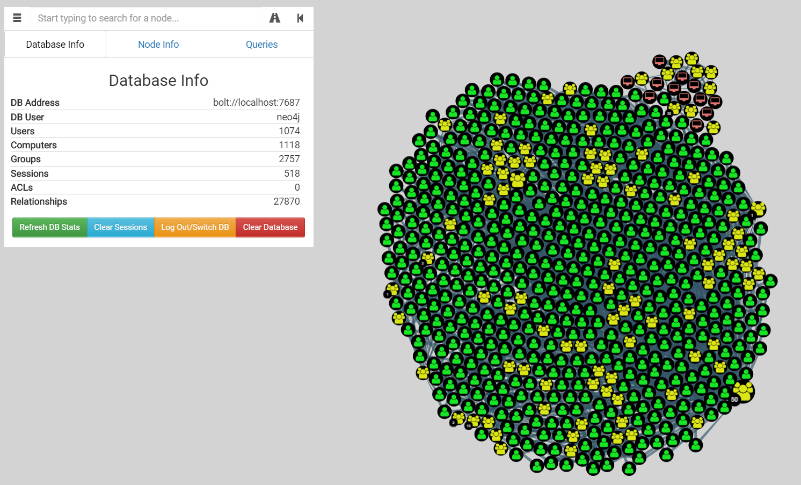 Start typing to search for a node...
Database Info Node Info Queries
Database Info
DB Address bolt://localhost:7687
DB User neo4j
Users 1074
Computers 1118
Groups 2757
Sessions 518
ACLs 0
Relationships 27870
Refresh DB Stats Clear Sessions Log Out/Switch DB Clear Database
50